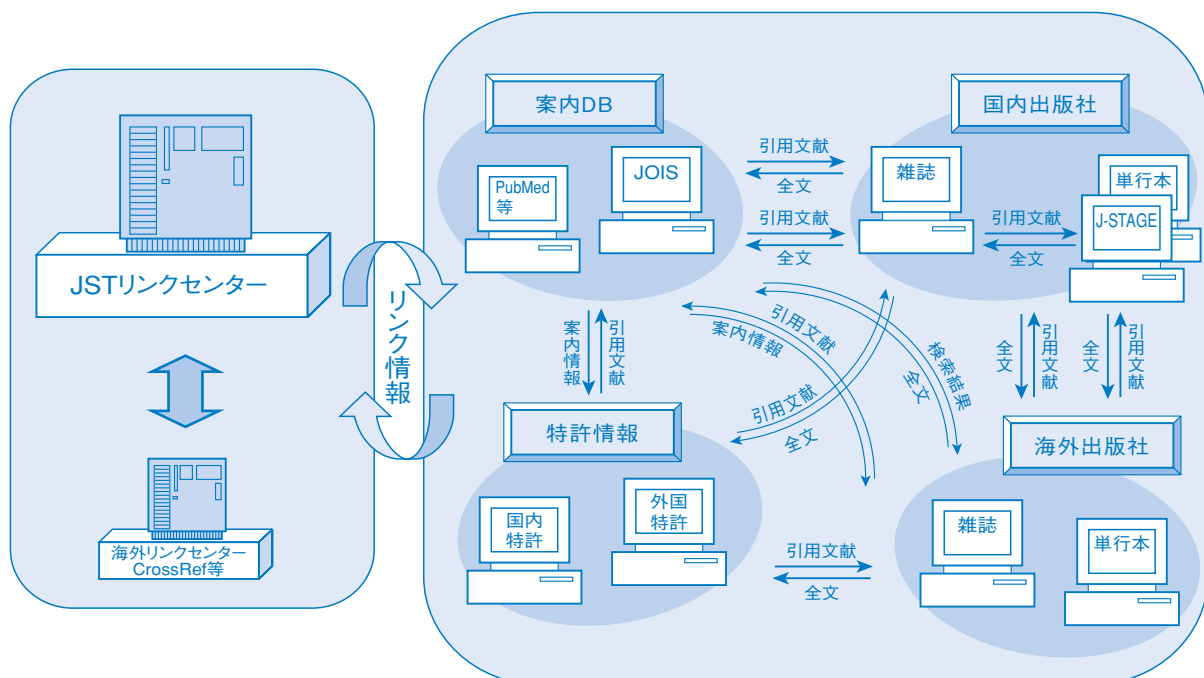 JSTリンクセンター
海外リンクセンター
CrossRef等
リンク情報
案内DB
PubMed
等
JOIS
引用文献
全文
引用文献
全文
国内出版社
雑誌
引用文献
全文
単行本
J-STAGE
案内情報
引用文献
引用文献
案内情報
引用文献
全文
検索結果
全文
全文
引用文献
全文
引用文献
特許情報
国内
特許
外国
特許
引用文献
全文
海外出版社
雑誌
単行本